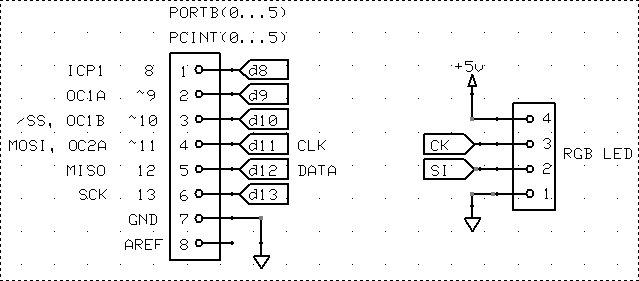 PORTB(0...5)
PCINT(0...5)
ICP1 8 1 d8
OC1A ~9 2 d9
/SS, OC1B ~10 3 d10
MOSI, OC2A ~11 4 d11 CLK
MISO 12 5 d12 DATA
SCK 13 6 d13
GND 7
AREF 8
+5v
4
CK 3
RGB LED
SI 2
1